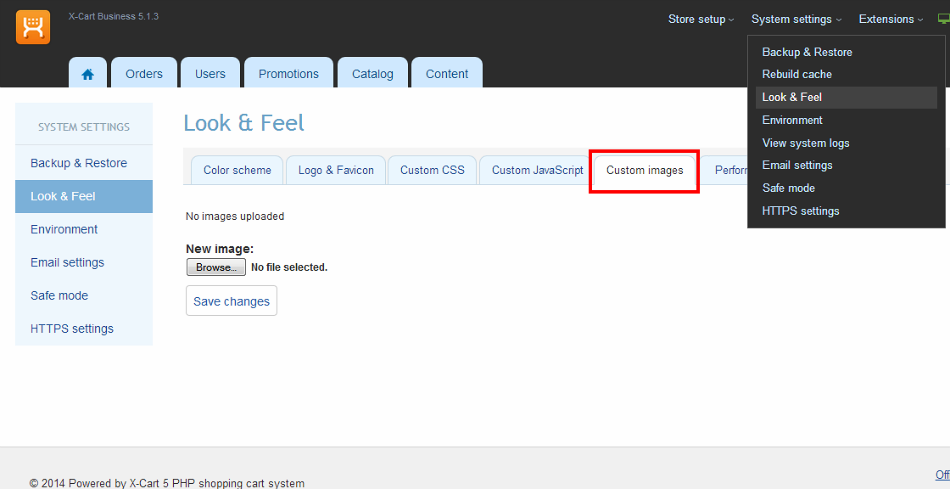 X-Cart Business 5.1.3
Store setup System settings Extensions
Backup & Restore
Rebuild cache
Look & Feel
Environment
View system logs
Email settings
Safe mode
HTTPS settings
Orders Users Promotions Catalog Content
SYSTEM SETTINGS
Backup & Restore
Look & Feel
Environment
Email settings
Safe mode
HTTPS settings
Look & Feel
Color scheme Logo & Favicon Custom CSS Custom JavaScript Custom images Perforn
No images uploaded
New image:
Browse... No file selected.
Save changes
© 2014 Powered by X-Cart 5 PHP shopping cart system